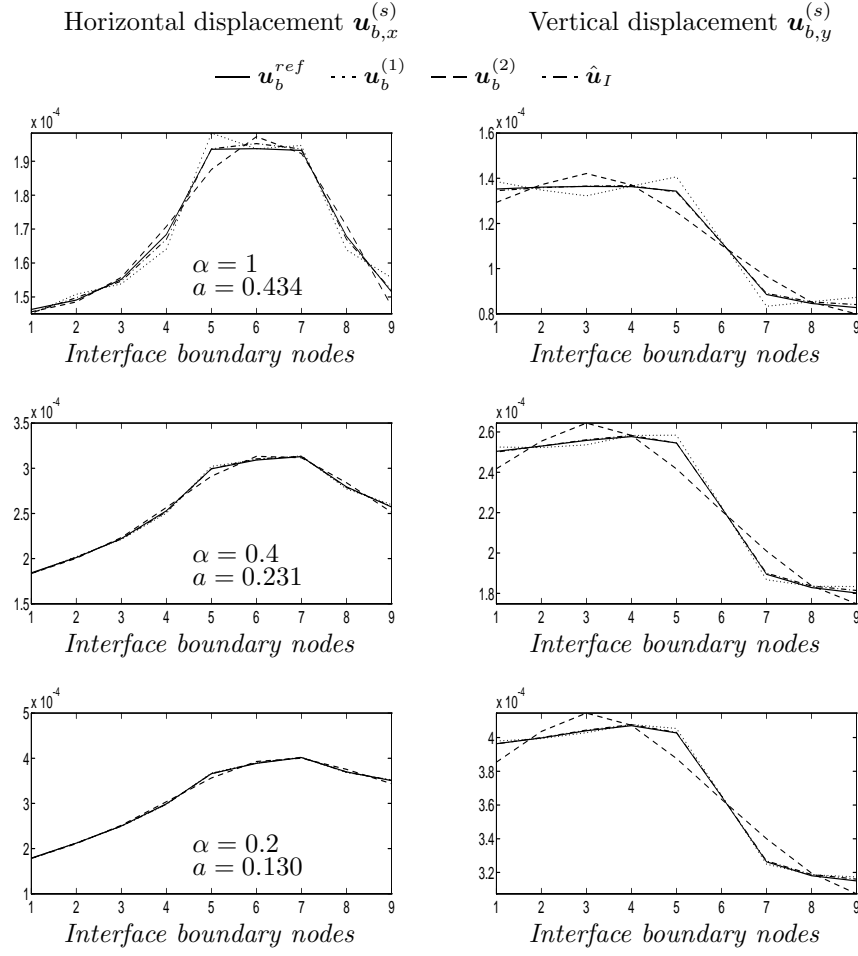 Horizontal displacement u_{b,x}^{(s)} Vertical displacement u_{b,y}^{(s)}
u_b^{ref} u_b^{(1)} u_b^{(2)} û_I
x 10^{-4}
1.9
1.8
1.7
1.6
1.5
α = 1
a = 0.434
1 2 3 4 5 6 7 8 9
Interface boundary nodes
x 10^{-4}
1.6
1.4
1.2
1
0.8
1 2 3 4 5 6 7 8 9
Interface boundary nodes
x 10^{-4}
3.5
3
2.5
2
1.5
α = 0.4
a = 0.231
1 2 3 4 5 6 7 8 9
Interface boundary nodes
x 10^{-4}
2.6
2.4
2.2
2
1.8
1 2 3 4 5 6 7 8 9
Interface boundary nodes
x 10^{-4}
5
4
3
2
1
α = 0.2
a = 0.130
1 2 3 4 5 6 7 8 9
Interface boundary nodes
x 10^{-4}
4
3.8
3.6
3.4
3.2
1 2 3 4 5 6 7 8 9
Interface boundary nodes